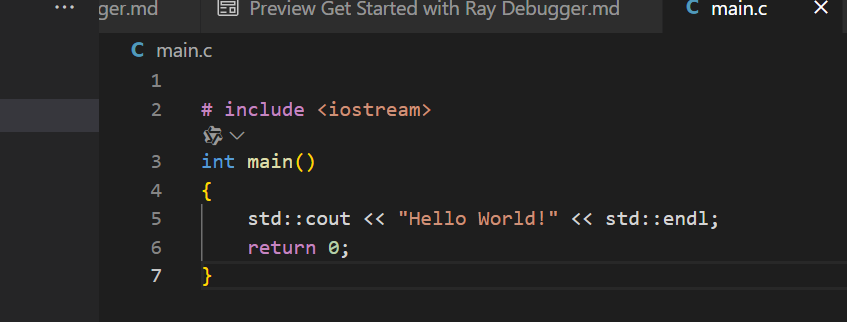 ... ger.md Preview Get Started with Ray Debugger.md C main.c ×
C main.c
1
2 # include <iostream>
3 int main()
4 {
5 std::cout << "Hello World!" << std::endl;
6 return 0;
7 }